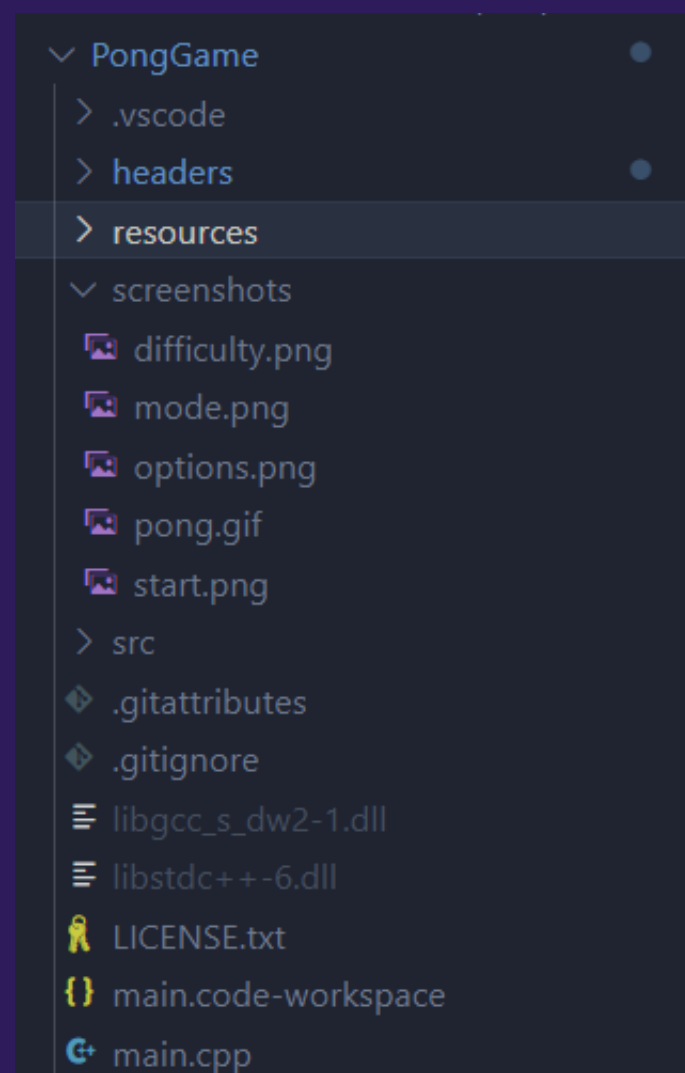 PongGame
.vscode
headers
resources
screenshots
difficulty.png
mode.png
options.png
pong.gif
start.png
src
.gitattributes
.gitignore
libgcc_s_dw2-1.dll
libstdc++-6.dll
LICENSE.txt
main.code-workspace
main.cpp